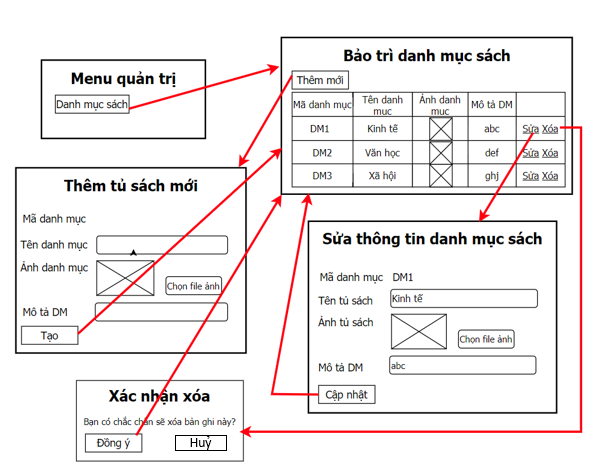 Menu quản trị
Danh mục sách
Bảo trì danh mục sách
Thêm mới
Mã danh mục Tên danh mục Ảnh danh mục Mô tả DM
DM1 Kinh tế abc Sửa Xóa
DM2 Văn học def Sửa Xóa
DM3 Xã hội ghj Sửa Xóa
Thêm tủ sách mới
Mã danh mục
Tên danh mục
Ảnh danh mục
Chọn file ảnh
Mô tả DM
Tạo
Sửa thông tin danh mục sách
Mã danh mục DM1
Tên tủ sách Kinh tế
Ảnh tủ sách
Chọn file ảnh
Mô tả DM abc
Cập nhật
Xác nhận xóa
Bạn có chắc chắn sẽ xóa bản ghi này?
Đồng ý Huỷ